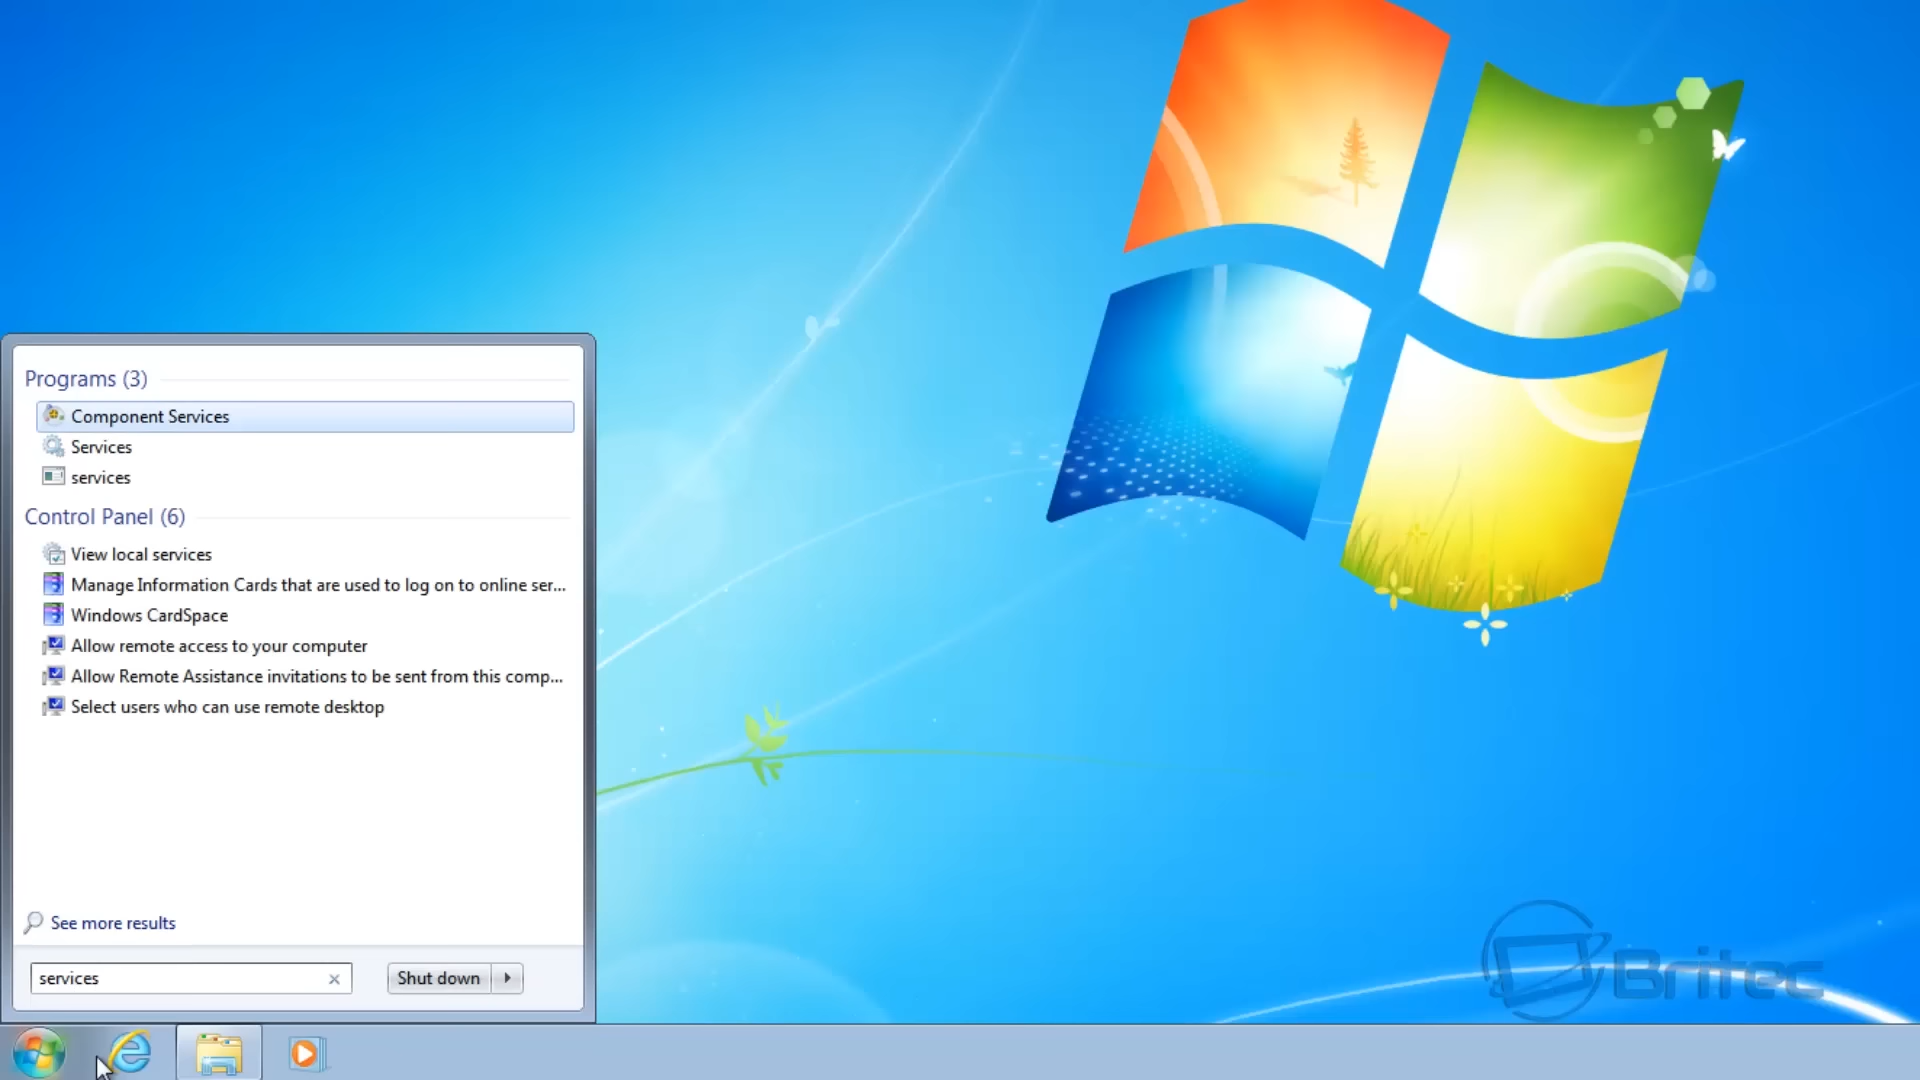 Programs (3)
Component Services
Services
services
Control Panel (6)
View local services
Manage Information Cards that are used to log on to online ser...
Windows CardSpace
Allow remote access to your computer
Allow Remote Assistance invitations to be sent from this comp...
Select users who can use remote desktop
See more results
services
Shut down
Britec